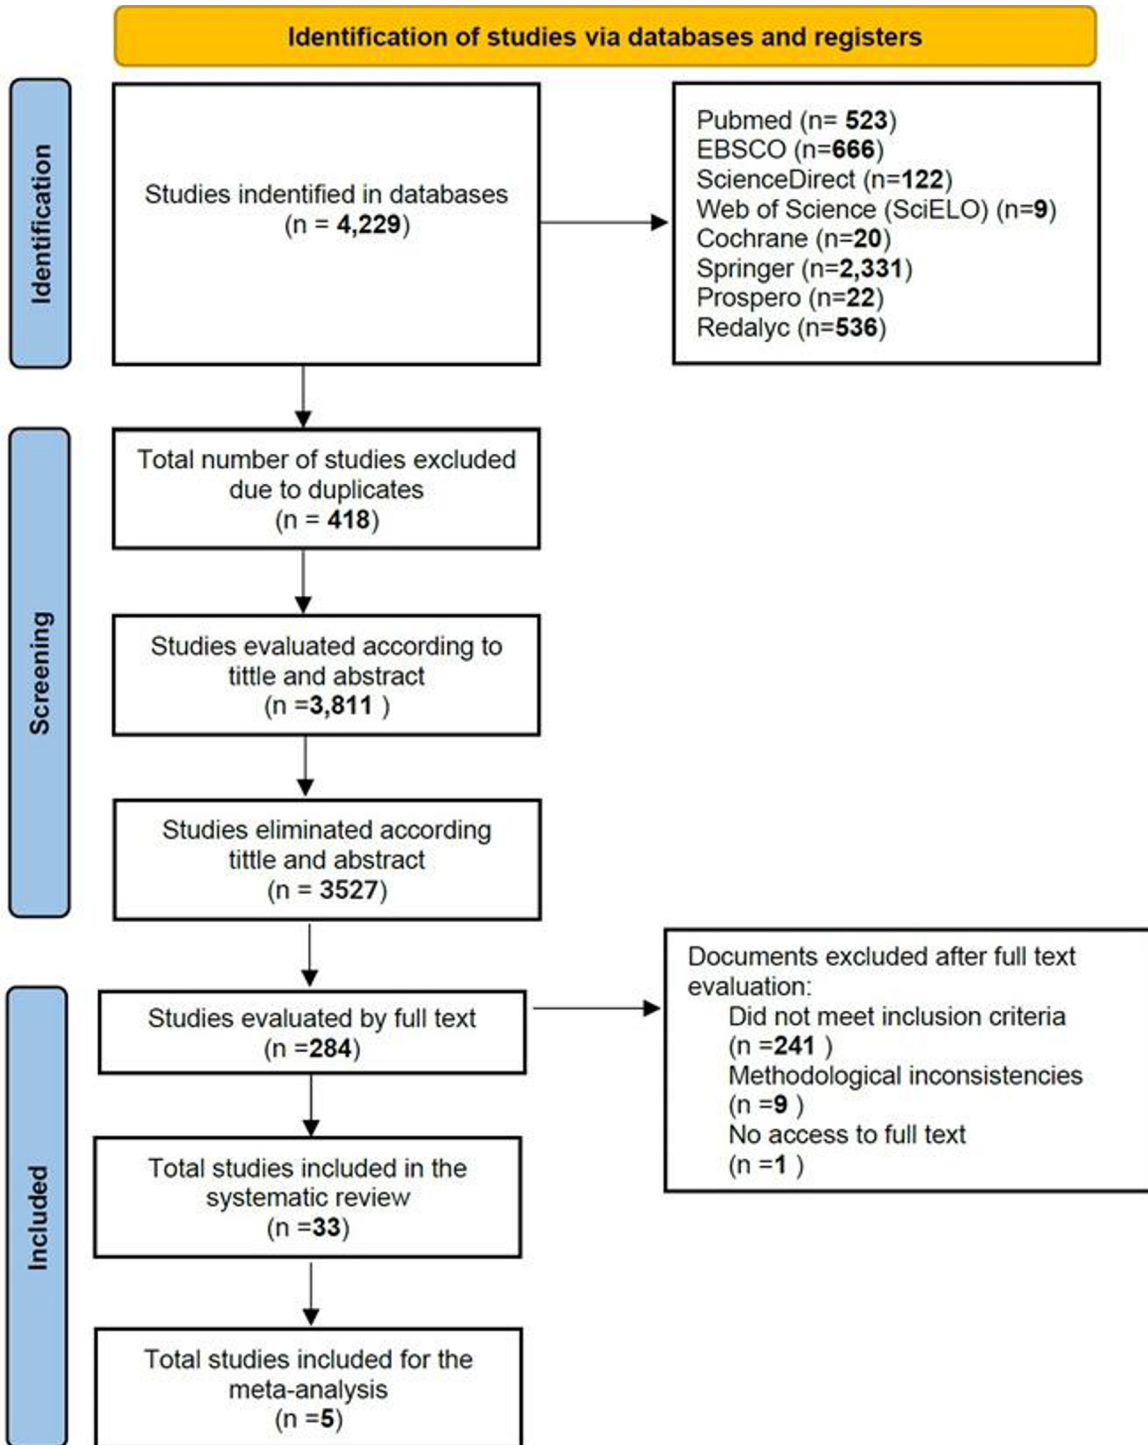 Identification of studies via databases and registers
Identification
Studies indentified in databases
(n = 4,229)
Pubmed (n= 523)
EBSCO (n=666)
ScienceDirect (n=122)
Web of Science (SciELO) (n=9)
Cochrane (n=20)
Springer (n=2,331)
Prospero (n=22)
Redalyc (n=536)
Screening
Total number of studies excluded
due to duplicates
(n = 418)
Studies evaluated according to
tittle and abstract
(n =3,811 )
Studies eliminated according
tittle and abstract
(n = 3527)
Included
Studies evaluated by full text
(n =284)
Documents excluded after full text
evaluation:
Did not meet inclusion criteria
(n =241 )
Methodological inconsistencies
(n =9 )
No access to full text
(n =1 )
Total studies included in the
systematic review
(n =33)
Total studies included for the
meta-analysis
(n =5)